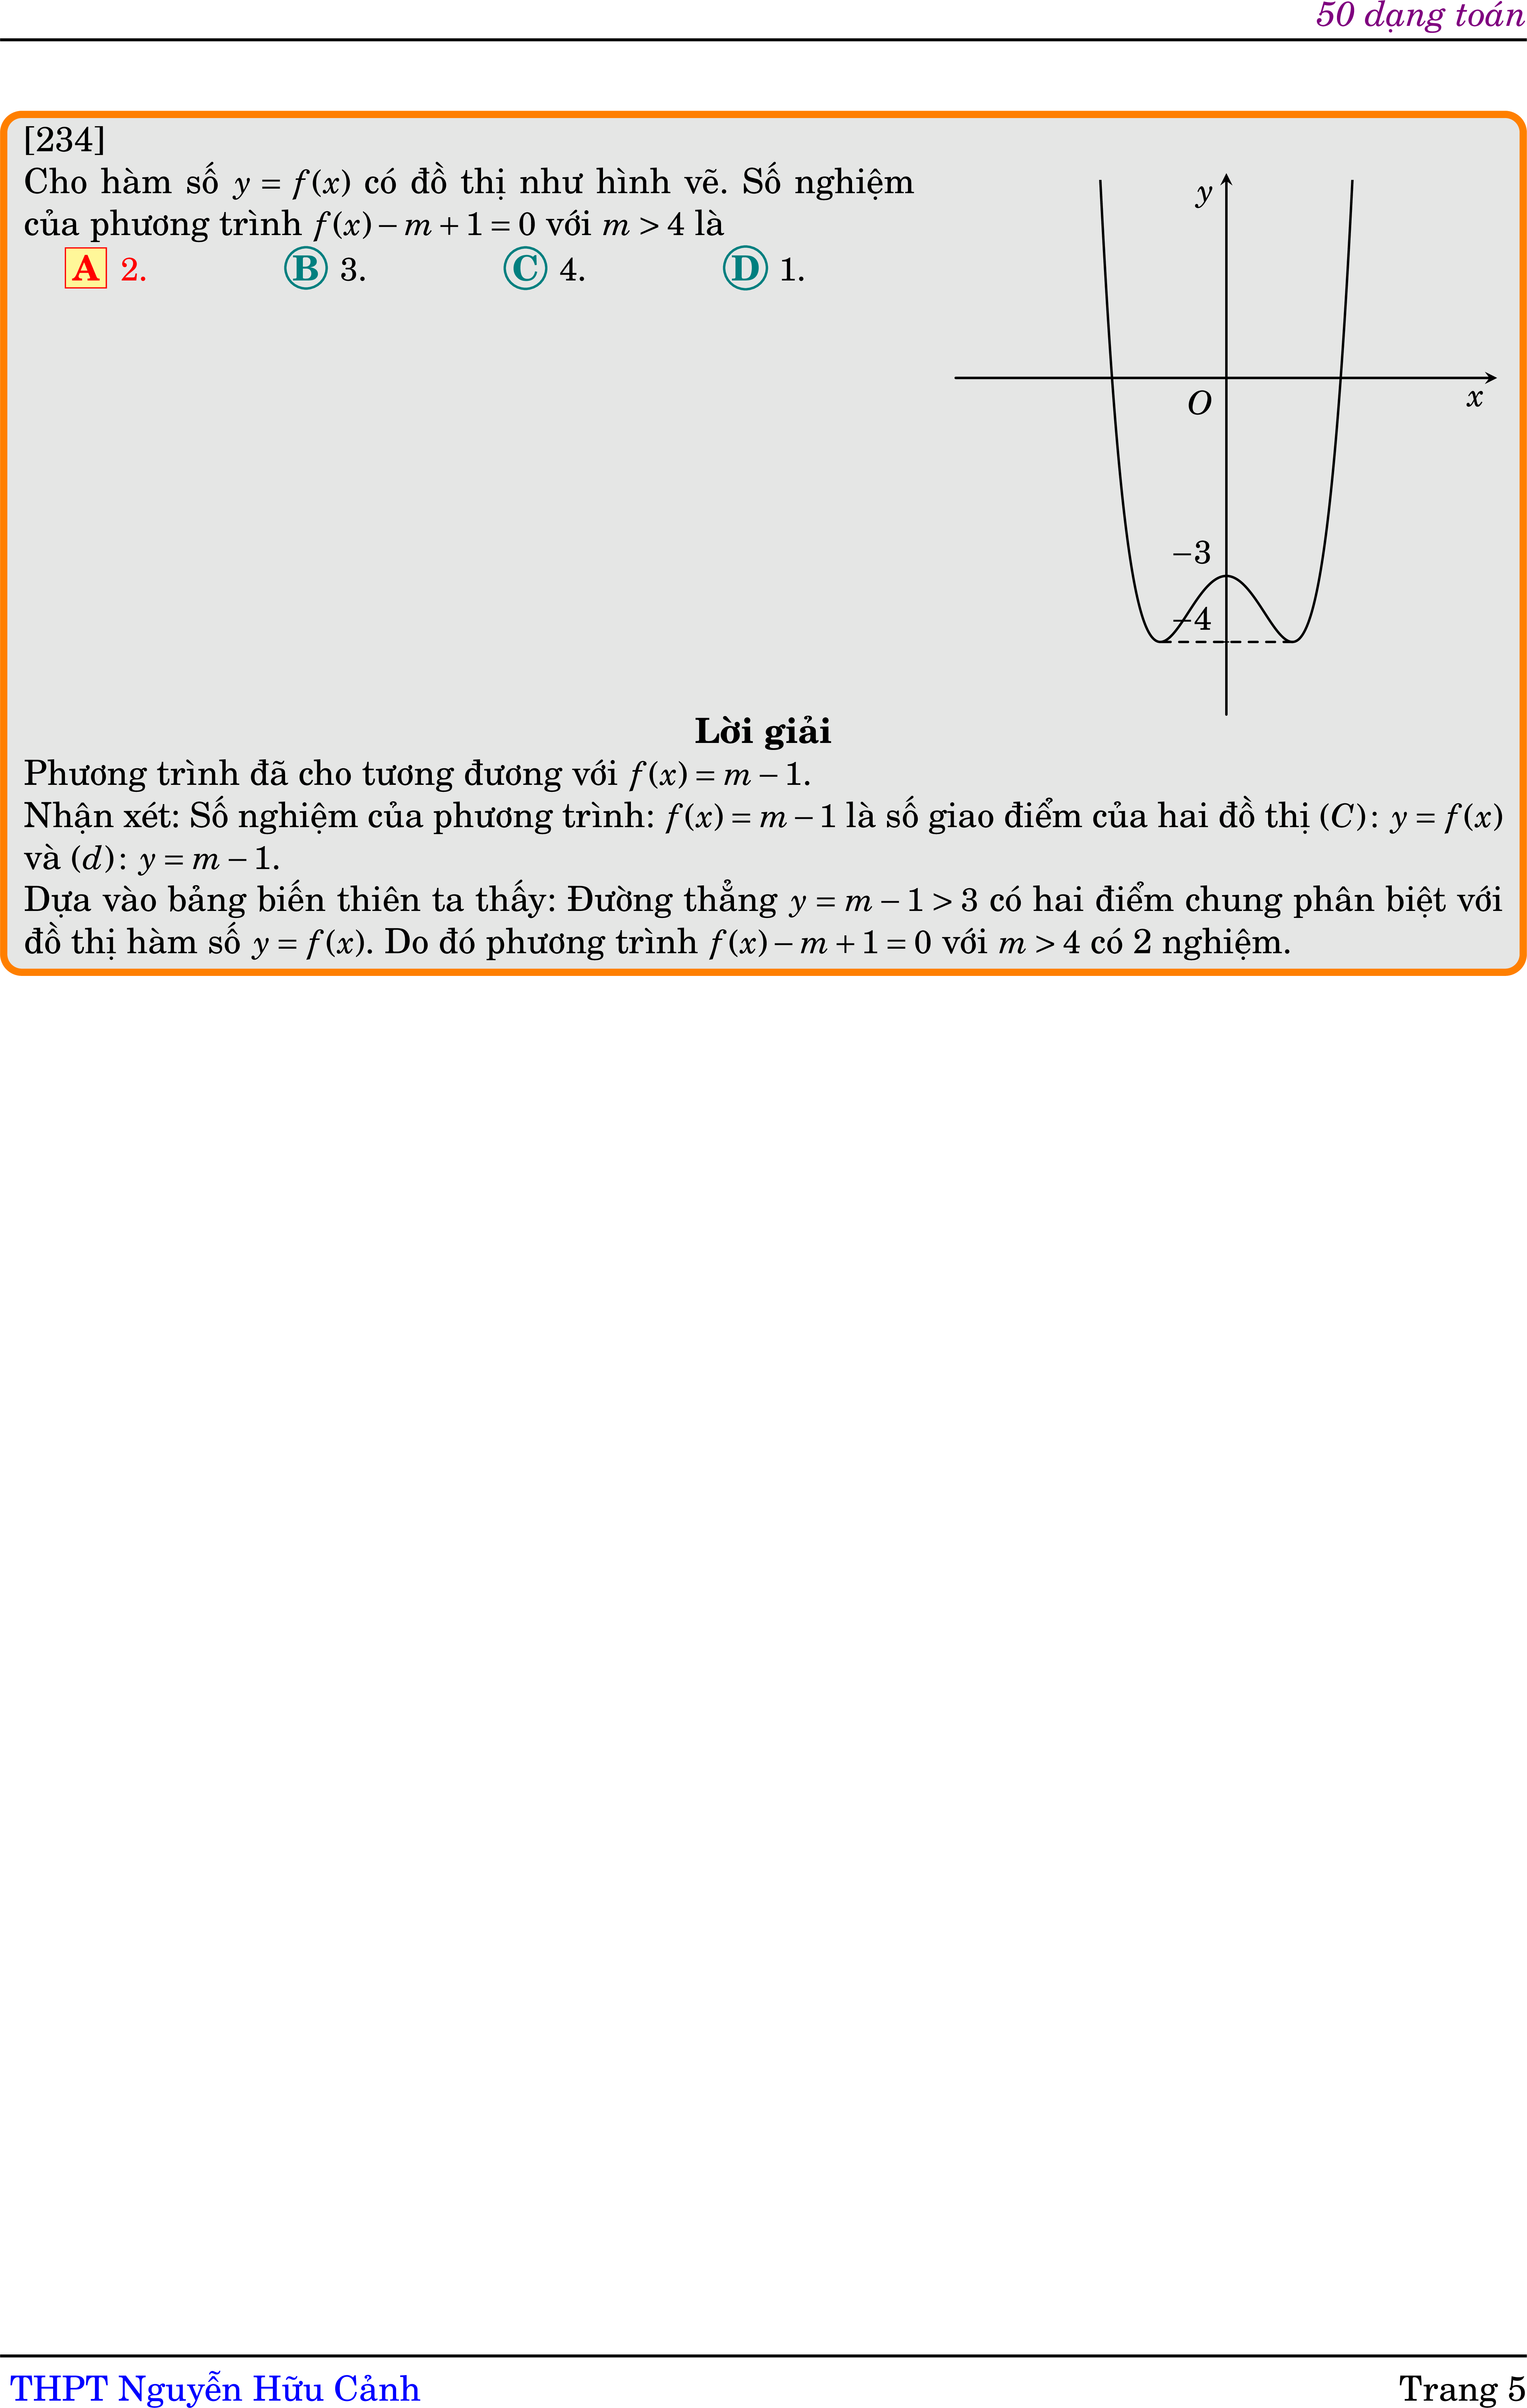 50 dạng toán
[234]
Cho hàm số y = f(x) có đồ thị như hình vẽ. Số nghiệm
của phương trình f(x) − m + 1 = 0 với m > 4 là
A 2. B 3. C 4. D 1.
y
O
x
−3
−4
Lời giải
Phương trình đã cho tương đương với f(x) = m − 1.
Nhận xét: Số nghiệm của phương trình: f(x) = m − 1 là số giao điểm của hai đồ thị (C): y = f(x)
và (d): y = m − 1.
Dựa vào bảng biến thiên ta thấy: Đường thẳng y = m − 1 > 3 có hai điểm chung phân biệt với
đồ thị hàm số y = f(x). Do đó phương trình f(x) − m + 1 = 0 với m > 4 có 2 nghiệm.
THPT Nguyễn Hữu Cảnh Trang 5